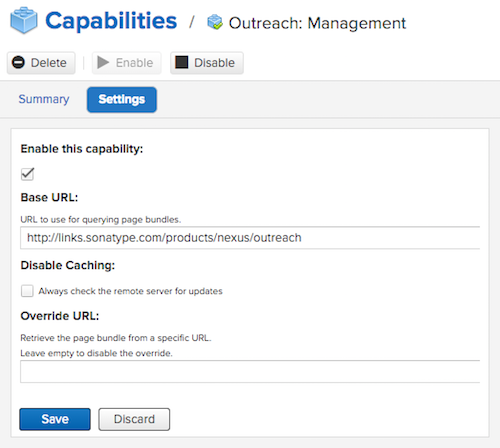 Capabilities / Outreach: Management
Delete Enable Disable
Summary Settings
Enable this capability:
Base URL:
URL to use for querying page bundles.
http://links.sonatype.com/products/nexus/outreach
Disable Caching:
Always check the remote server for updates
Override URL:
Retrieve the page bundle from a specific URL.
Leave empty to disable the override.
Save Discard